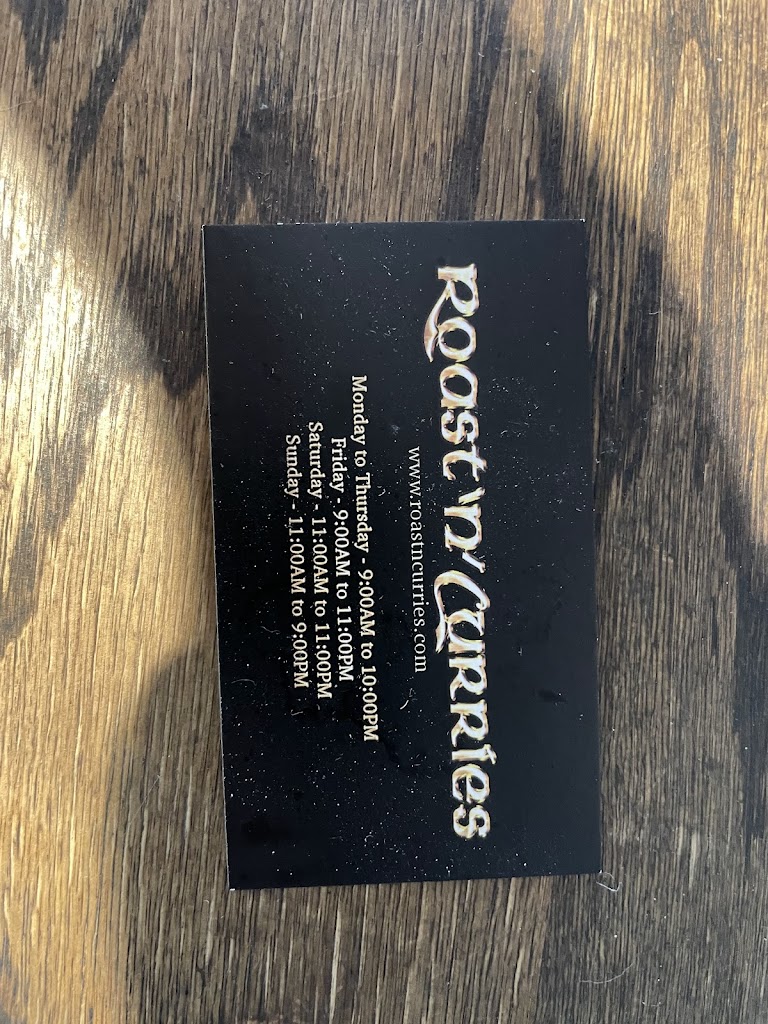 Roast 'n' Curries
www.roastncurries.com
Monday to Thursday - 9:00AM to 10:00PM
Friday - 9:00AM to 11:00PM
Saturday - 11:00AM to 11:00PM
Sunday - 11:00AM to 9:00PM